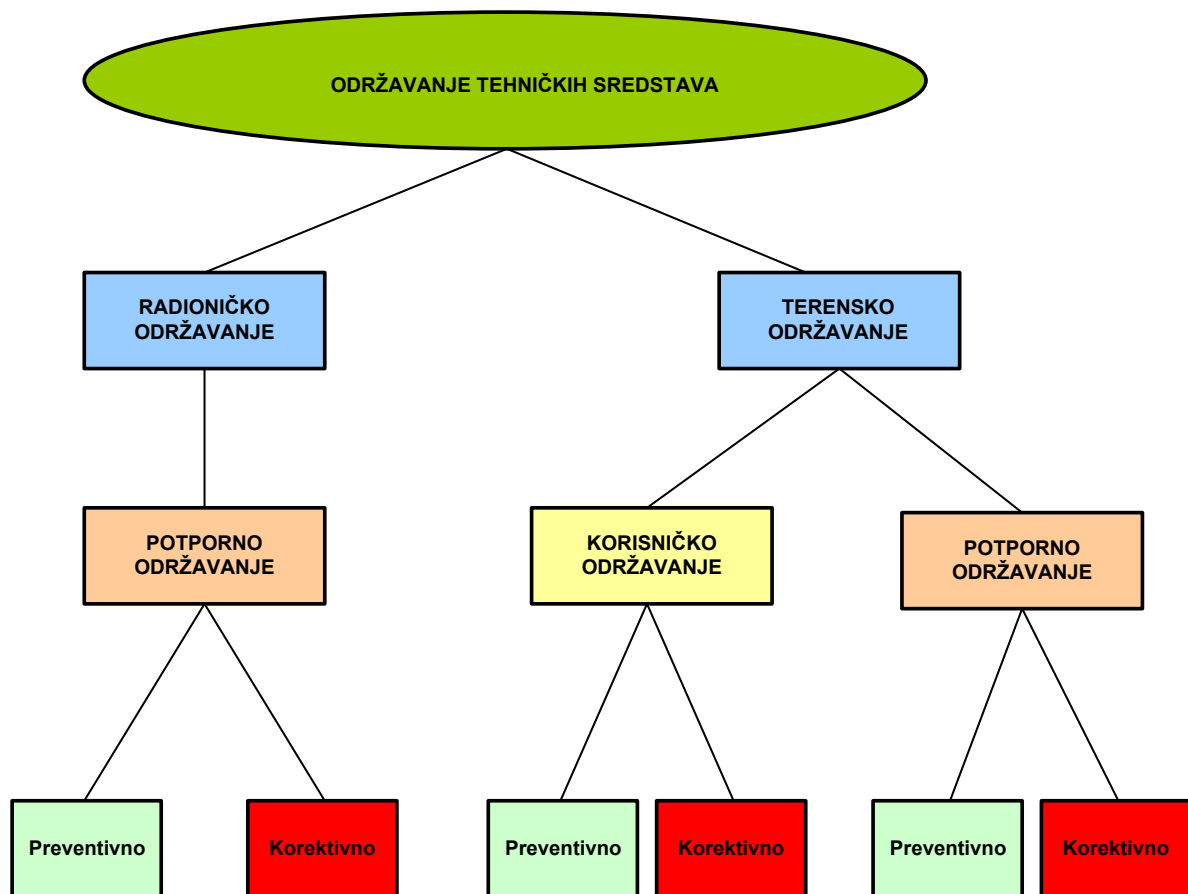 ODRŽAVANJE TEHNIČKIH SREDSTAVA
RADIONIČKO
ODRŽAVANJE
TERENSKO
ODRŽAVANJE
POTPORNO
ODRŽAVANJE
KORISNIČKO
ODRŽAVANJE
POTPORNO
ODRŽAVANJE
Preventivno
Korektivno
Preventivno
Korektivno
Preventivno
Korektivno